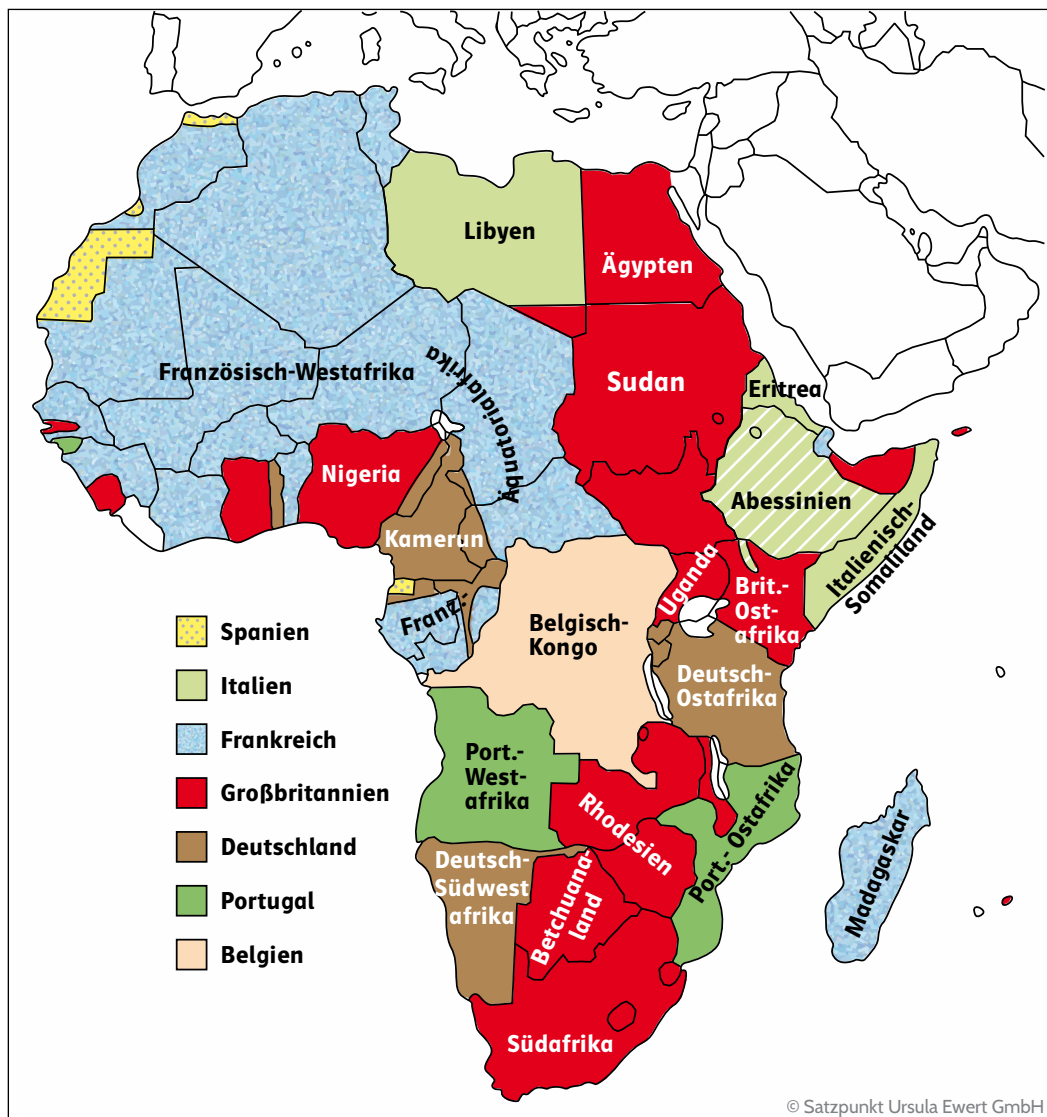 Libyen
Ägypten
Französisch-Westafrika
Äquatorialafrika
Sudan
Eritrea
Nigeria
Abessinien
Kamerun
Italienisch-
Somaliland
Uganda
Brit.-
Ost-
afrika
Franz.-
Belgisch-
Kongo
Deutsch-
Ostafrika
Port.-
West-
afrika
Rhodesien
Port.- Ostafrika
Madagaskar
Deutsch-
Südwest
afrika
Betchuana-
land
Südafrika
Spanien
Italien
Frankreich
Großbritannien
Deutschland
Portugal
Belgien
© Satzpunkt Ursula Ewert GmbH